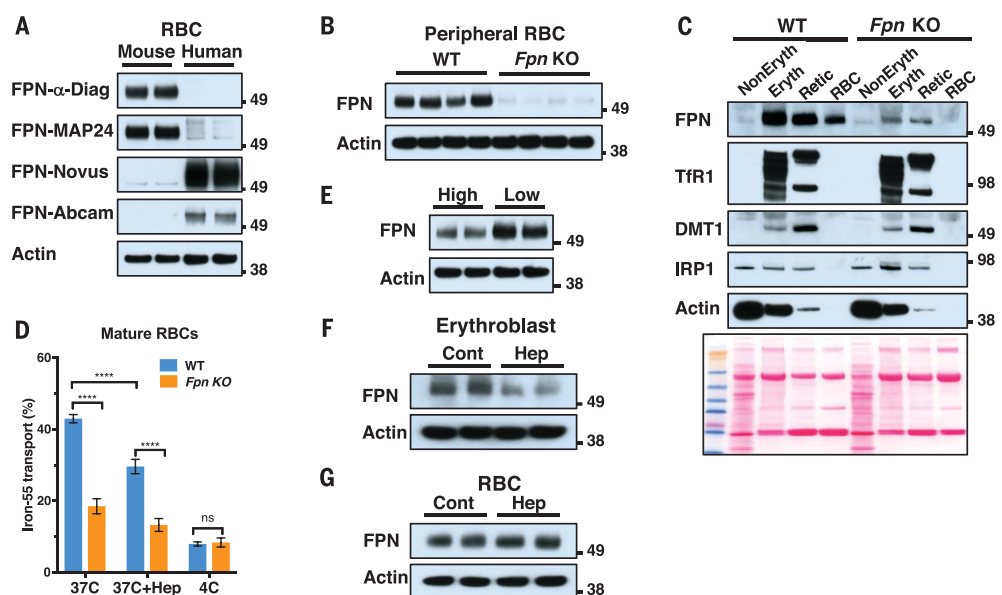 A
RBC
Mouse Human
FPN-α-Diag
49
FPN-MAP24
49
FPN-Novus
49
FPN-Abcam
49
Actin
38
B
Peripheral RBC
WT Fpn KO
FPN
49
Actin
38
C
WT Fpn KO
NonEryth Eryth Retic RBC NonEryth Eryth Retic RBC
FPN
49
TfR1
98
DMT1
49
IRP1
98
Actin
38
D
Mature RBCs
Iron-55 transport (%)
60
40
20
0
WT
Fpn KO
****
****
****
ns
37C 37C+Hep 4C
E
High Low
FPN
49
Actin
38
F
Erythroblast
Cont Hep
FPN
49
Actin
38
G
RBC
Cont Hep
FPN
49
Actin
38